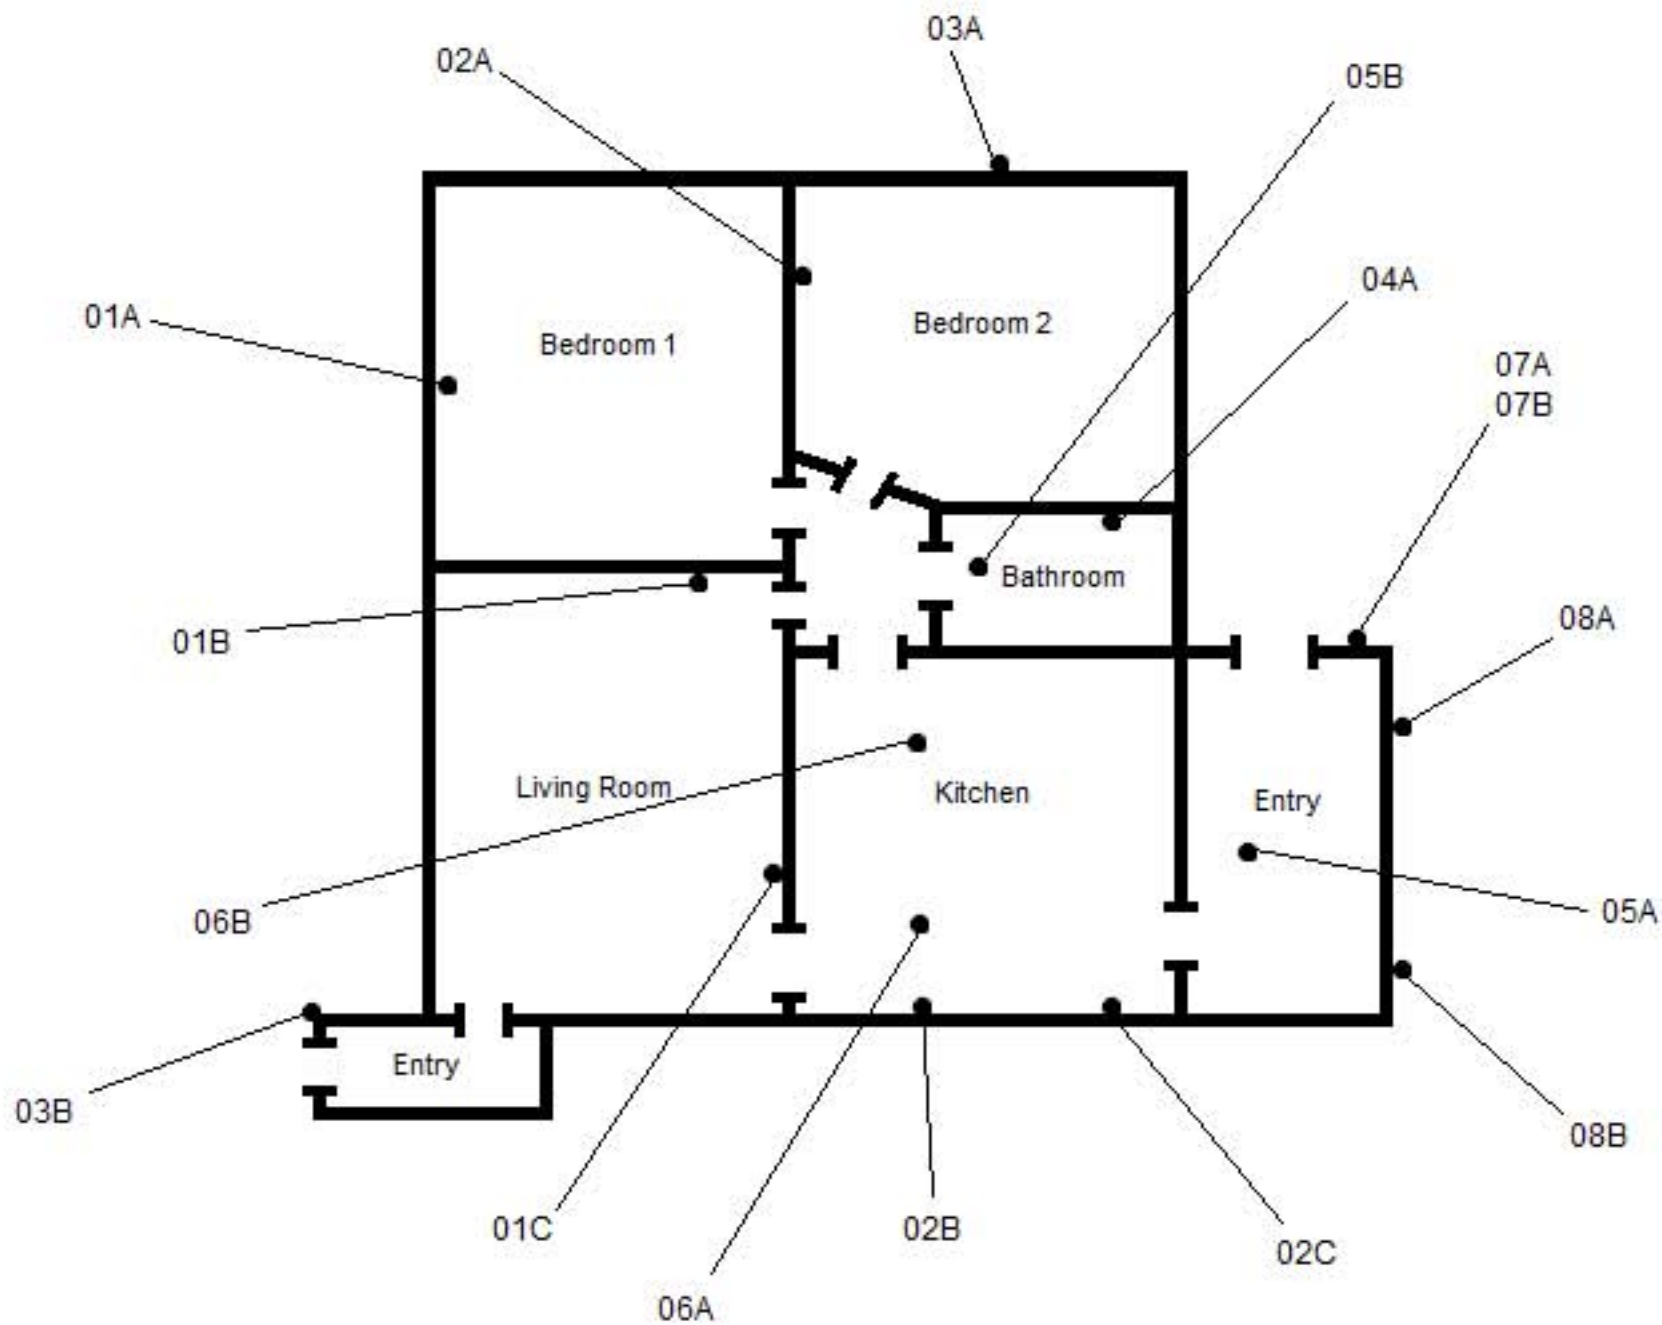 03A
02A
05B
04A
01A
Bedroom 2
Bedroom 1
07A
07B
Bathroom
08A
01B
Living Room
Kitchen
Entry
06B
05A
Entry
03B
08B
01C
02B
02C
06A